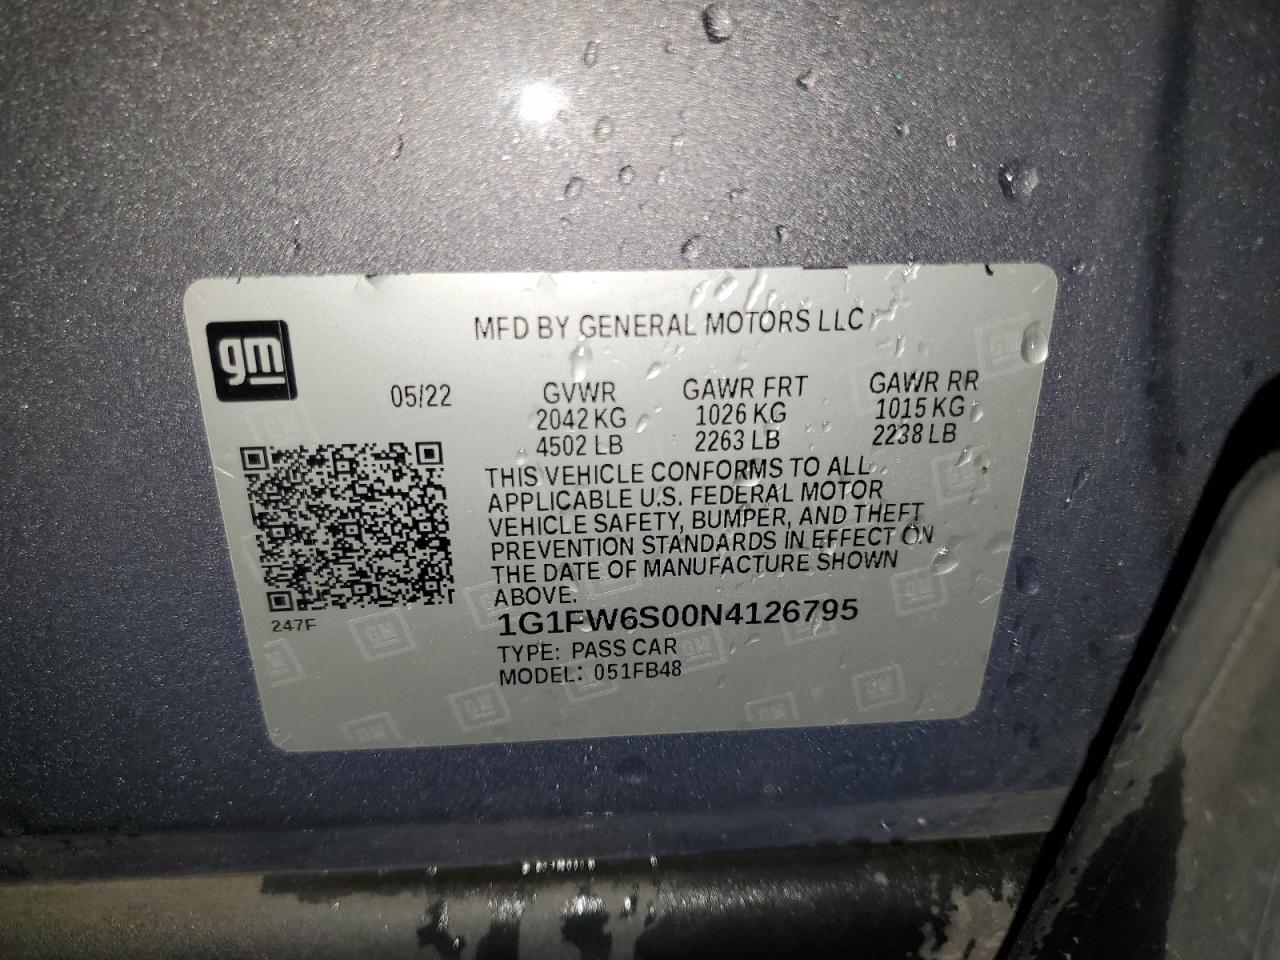 gm
MFD BY GENERAL MOTORS LLC
05/22 GVWR GAWR FRT GAWR RR
2042 KG 1026 KG 1015 KG
4502 LB 2263 LB 2238 LB
THIS VEHICLE CONFORMS TO ALL
APPLICABLE U.S. FEDERAL MOTOR
VEHICLE SAFETY, BUMPER, AND THEFT
PREVENTION STANDARDS IN EFFECT ON
THE DATE OF MANUFACTURE SHOWN
ABOVE.
247F
1G1FW6S00N4126795
TYPE: PASS CAR
MODEL: 051FB48